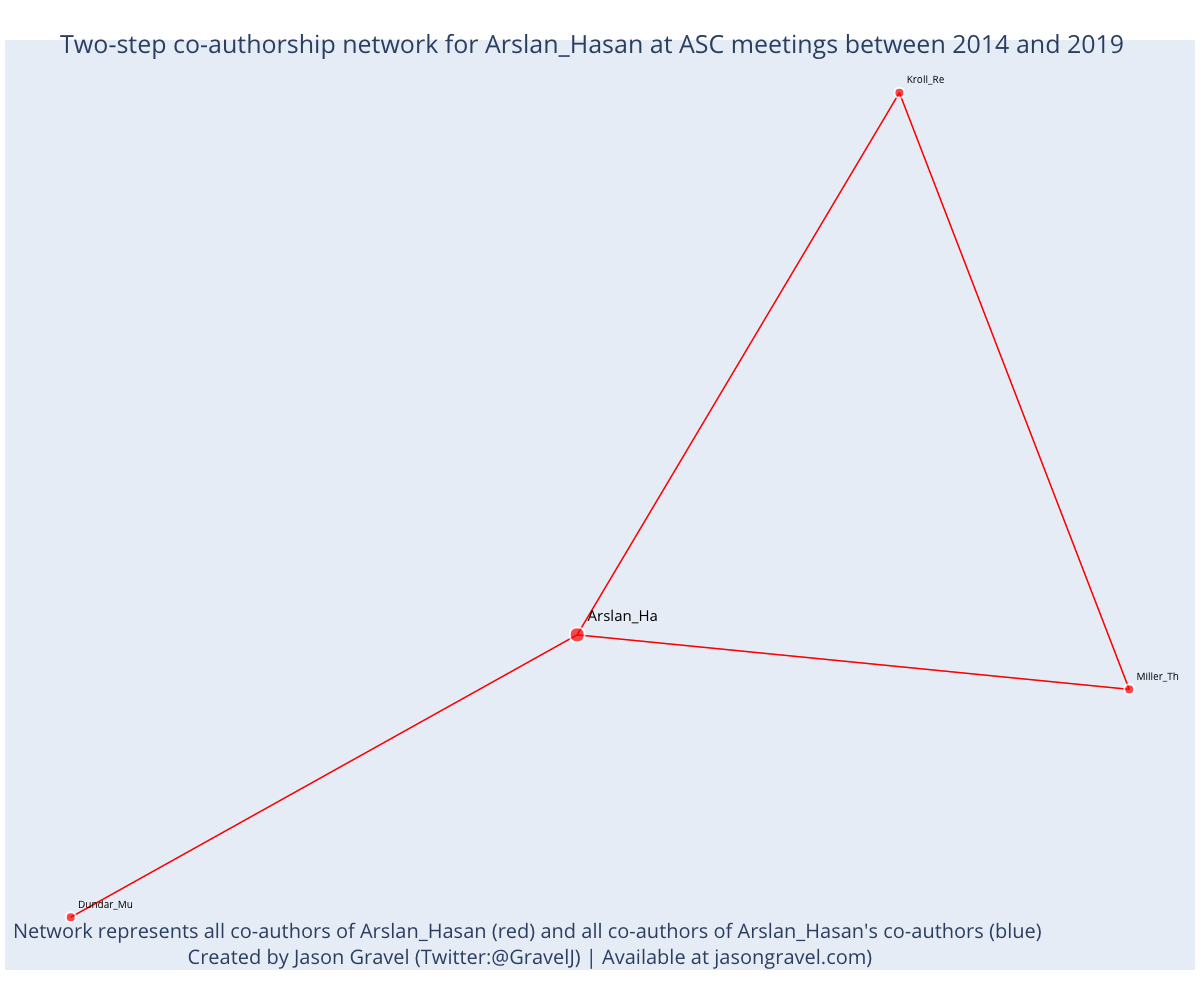 Two-step co-authorship network for Arslan_Hasan at ASC meetings between 2014 and 2019
Kroll_Re
Arslan_Ha
Miller_Th
Dundar_Mu
Network represents all co-authors of Arslan_Hasan (red) and all co-authors of Arslan_Hasan's co-authors (blue)
Created by Jason Gravel (Twitter:@GravelJ) | Available at jasongravel.com)